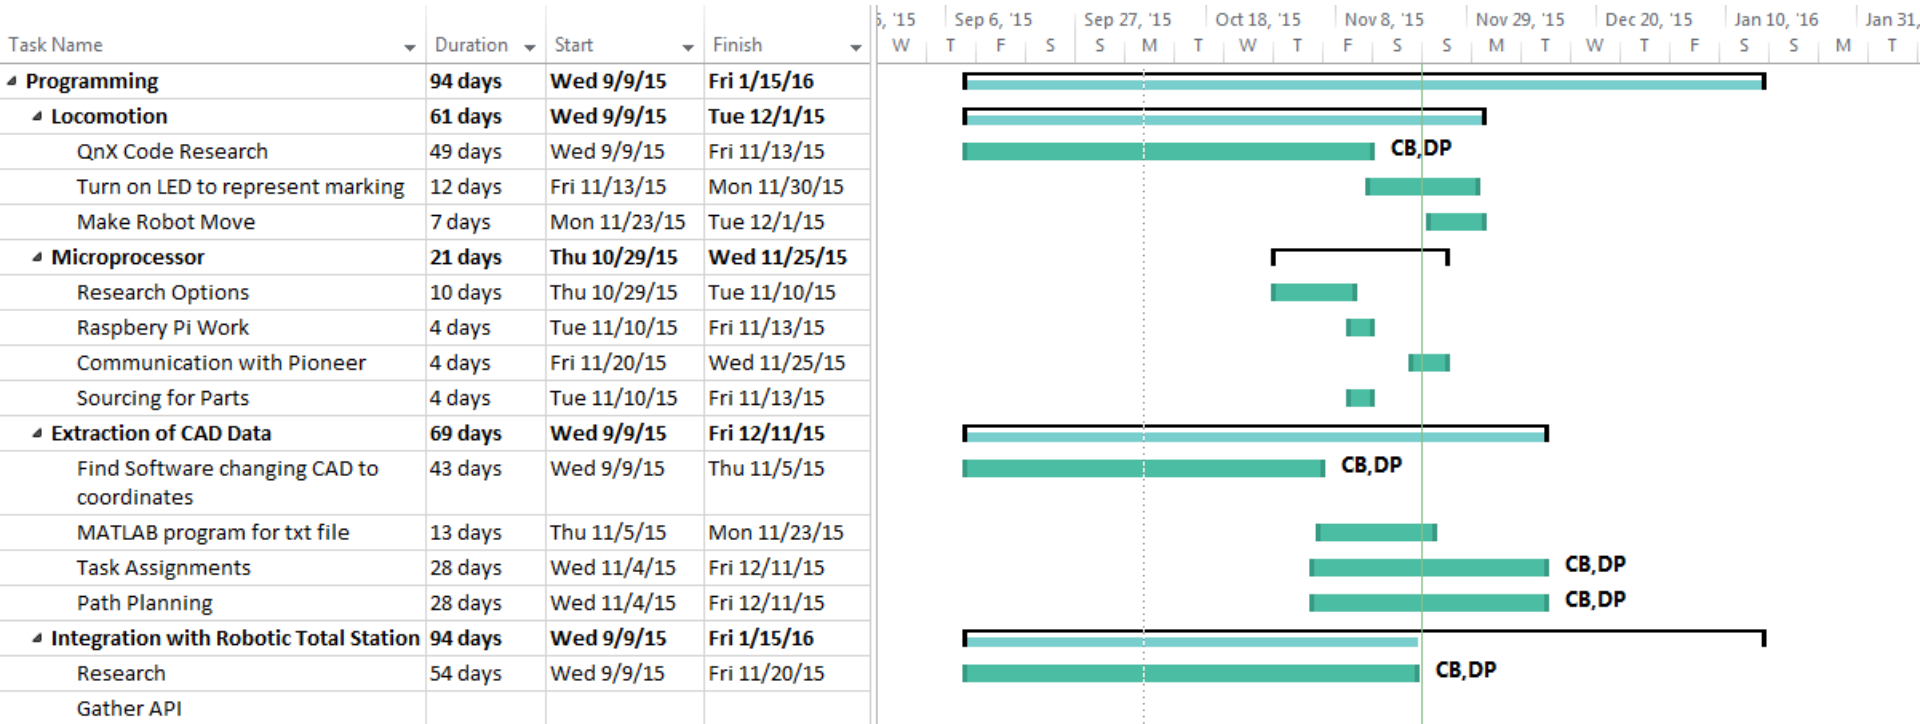 5, '15 Sep 6, '15 Sep 27, '15 Oct 18, '15 Nov 8, '15 Nov 29, '15 Dec 20, '15 Jan 10, '16 Jan 31,
Task Name Duration Start Finish W T F S S M T W T F S S M T W T F S S M T
Programming 94 days Wed 9/9/15 Fri 1/15/16
Locomotion 61 days Wed 9/9/15 Tue 12/1/15
QnX Code Research 49 days Wed 9/9/15 Fri 11/13/15 CB,DP
Turn on LED to represent marking 12 days Fri 11/13/15 Mon 11/30/15
Make Robot Move 7 days Mon 11/23/15 Tue 12/1/15
Microprocessor 21 days Thu 10/29/15 Wed 11/25/15
Research Options 10 days Thu 10/29/15 Tue 11/10/15
Raspbery Pi Work 4 days Tue 11/10/15 Fri 11/13/15
Communication with Pioneer 4 days Fri 11/20/15 Wed 11/25/15
Sourcing for Parts 4 days Tue 11/10/15 Fri 11/13/15
Extraction of CAD Data 69 days Wed 9/9/15 Fri 12/11/15
Find Software changing CAD to 43 days Wed 9/9/15 Thu 11/5/15 CB,DP
coordinates
MATLAB program for txt file 13 days Thu 11/5/15 Mon 11/23/15
Task Assignments 28 days Wed 11/4/15 Fri 12/11/15 CB,DP
Path Planning 28 days Wed 11/4/15 Fri 12/11/15 CB,DP
Integration with Robotic Total Station 94 days Wed 9/9/15 Fri 1/15/16
Research 54 days Wed 9/9/15 Fri 11/20/15 CB,DP
Gather API